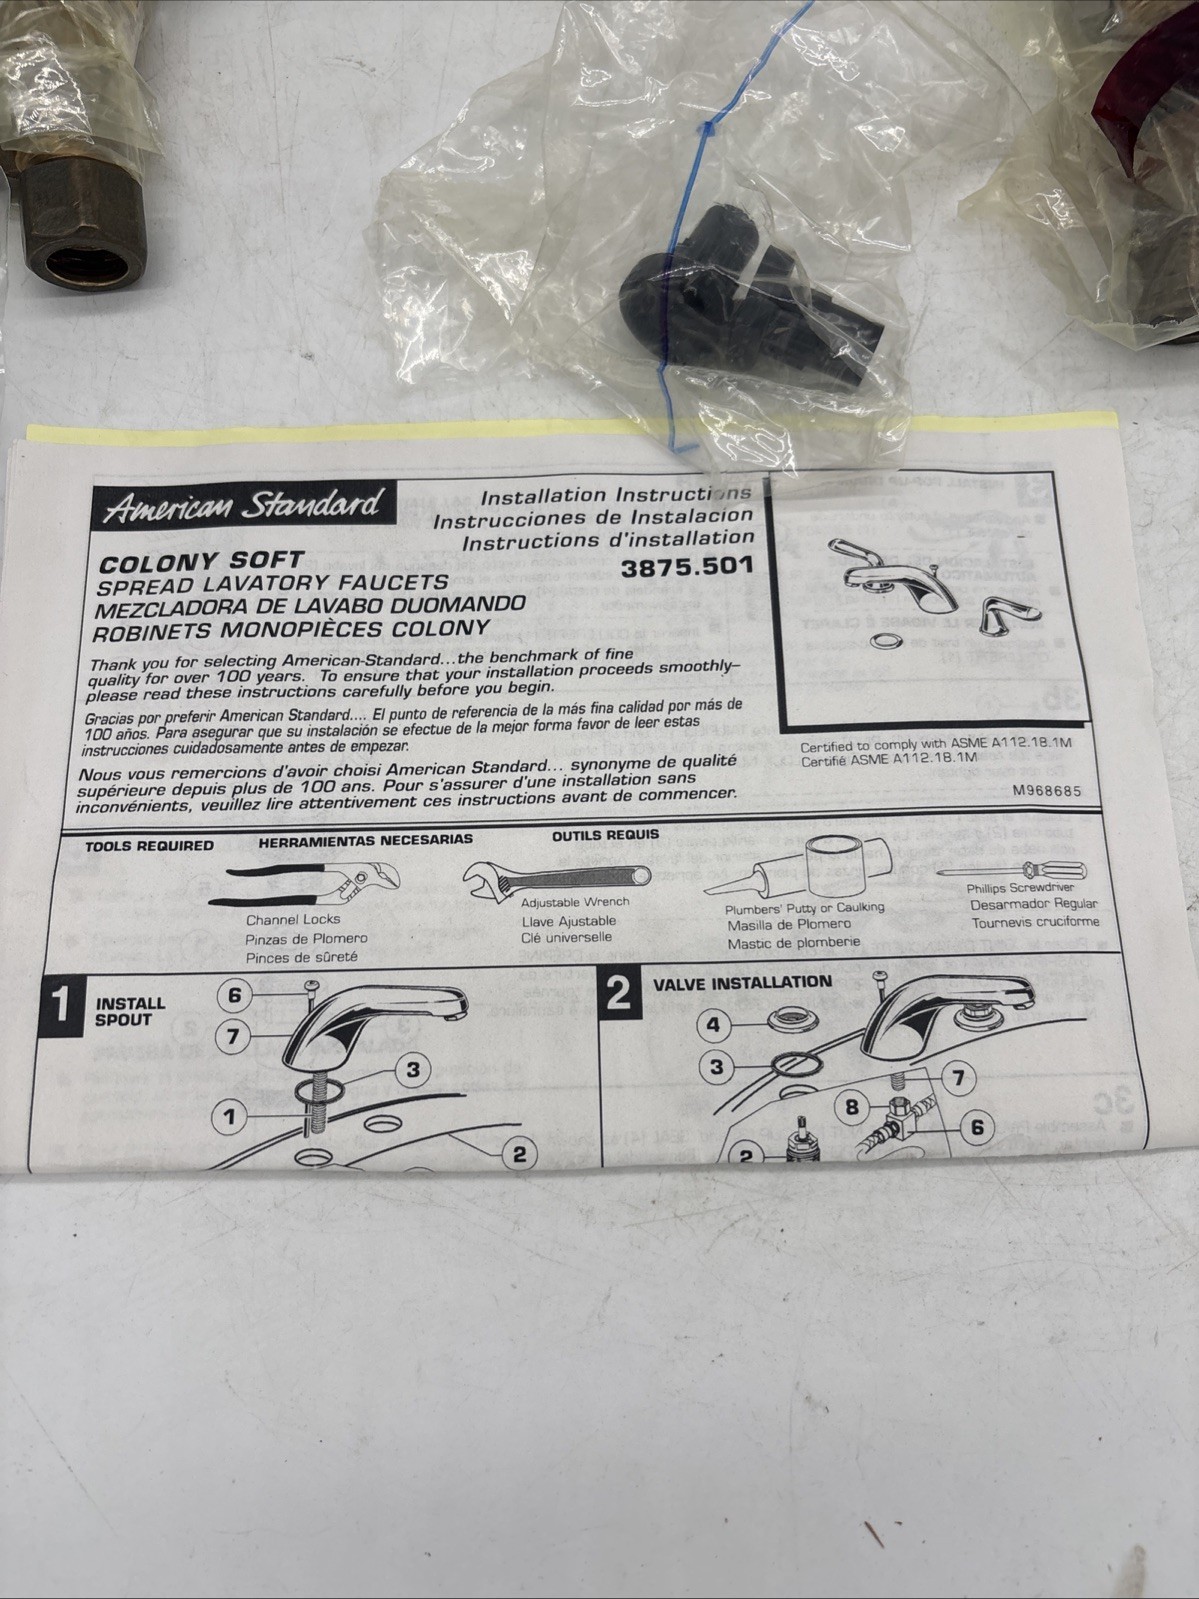 American Standard
Installation Instructions
Instrucciones de Instalacion
Instructions d'installation
3875.501
COLONY SOFT
SPREAD LAVATORY FAUCETS
MEZCLADORA DE LAVABO DUOMANDO
ROBINETS MONOPIÈCES COLONY
Thank you for selecting American-Standard...the benchmark of fine
quality for over 100 years. To ensure that your installation proceeds smoothly–
please read these instructions carefully before you begin.
Gracias por preferir American Standard.... El punto de referencia de la más fina calidad por más de
100 años. Para asegurar que su instalación se efectue de la mejor forma favor de leer estas
instrucciones cuidadosamente antes de empezar.
Nous vous remercions d'avoir choisi American Standard... synonyme de qualité
supérieure depuis plus de 100 ans. Pour s'assurer d'une installation sans
inconvénients, veuillez lire attentivement ces instructions avant de commencer.
Certified to comply with ASME A112.18.1M
Certifié ASME A112.18.1M
M968685
TOOLS REQUIRED
HERRAMIENTAS NECESARIAS
OUTILS REQUIS
Channel Locks
Pinzas de Plomero
Pinces de sûreté
Adjustable Wrench
Llave Ajustable
Clé universelle
Plumbers' Putty or Caulking
Masilla de Plomero
Mastic de plomberie
Phillips Screwdriver
Desarmador Regular
Tournevis cruciforme
1
INSTALL
SPOUT
6
7
3
1
2
2
VALVE INSTALLATION
4
3
7
8
6
2